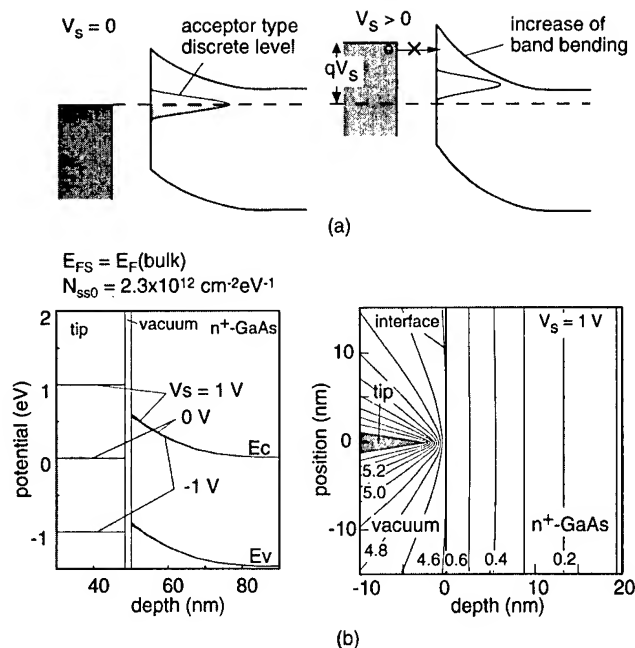 V_S = 0
acceptor type
discrete level
V_S > 0
increase of
band bending
qV_S
(a)
E_FS = E_F(bulk)
N_ss0 = 2.3x10^12 cm^-2eV^-1
2
1
0
-1
potential (eV)
tip
vacuum
n+-GaAs
Vs = 1 V
0 V
-1 V
Ec
Ev
40
60
80
depth (nm)
interface
V_S = 1 V
10
0
-10
position (nm)
tip
5.2
5.0
4.8
vacuum
4.6
0.6
0.4
0.2
n+-GaAs
-10
0
10
20
depth (nm)
(b)